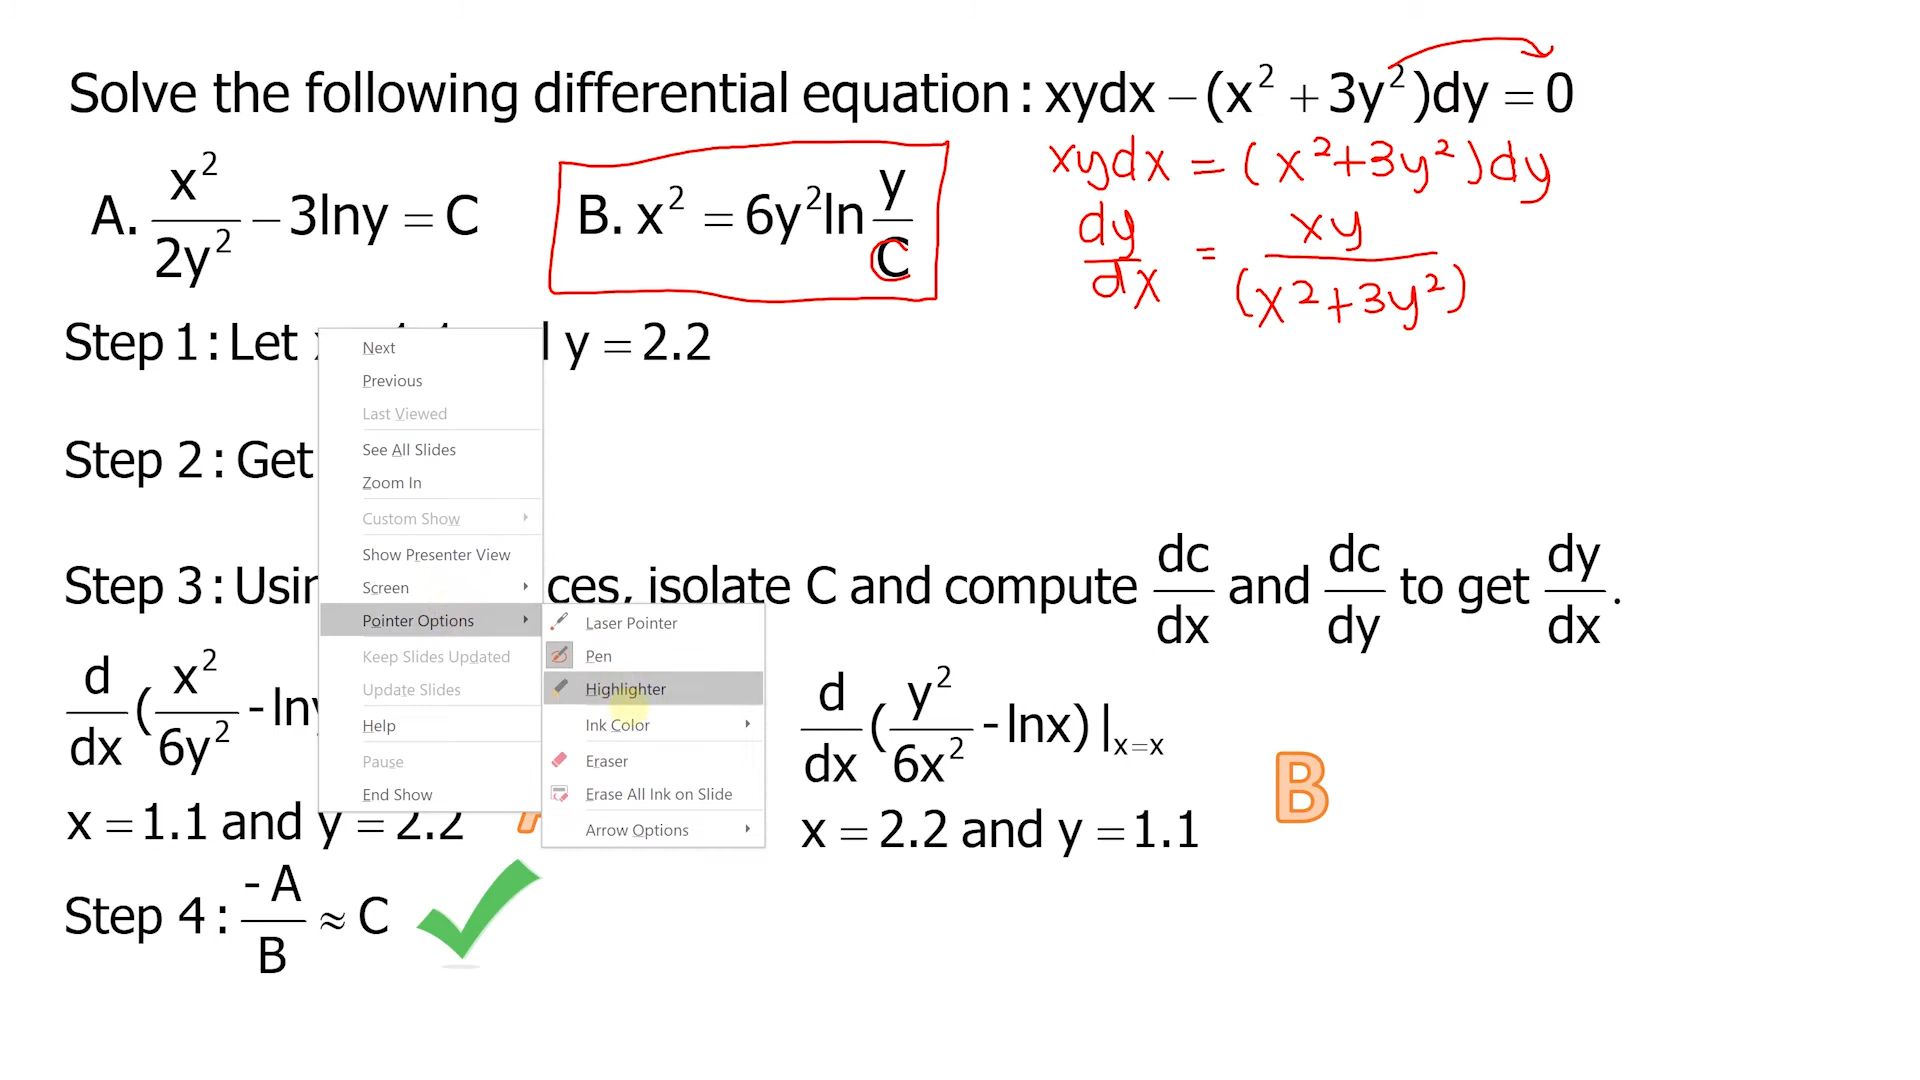 Solve the following differential equation: xydx − (x² + 3y²)dy = 0
xydx = (x²+3y²)dy
A. x²/2y² − 3lny = C
B. x² = 6y²ln y/C
dy/dx = xy/(x²+3y²)
Step 1: Let y = 2.2
Step 2: Get
Step 3: isolate C and compute dc/dx and dc/dy to get dy/dx.
d/dx (x²/6y² - lny
d/dx (y²/6x² - lnx)|x=x
x = 1.1 and y = 2.2
x = 2.2 and y = 1.1
B
Step 4: -A/B ≈ C
Next
Previous
Last Viewed
See All Slides
Zoom In
Custom Show
Show Presenter View
Screen
Pointer Options
Keep Slides Updated
Update Slides
Help
Pause
End Show
Laser Pointer
Pen
Highlighter
Ink Color
Eraser
Erase All Ink on Slide
Arrow Options